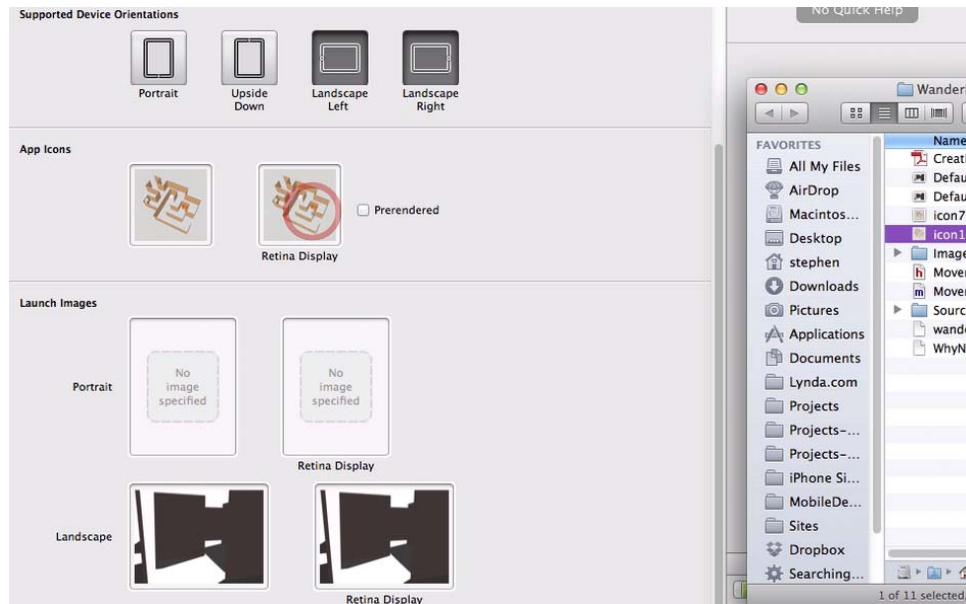 Supported Device Orientations
No Quick Help
Portrait
Upside
Down
Landscape
Left
Landscape
Right
App Icons
Prerendered
Retina Display
Launch Images
Portrait
No
image
specified
No
image
specified
Retina Display
Landscape
Retina Display
Wander
FAVORITES
All My Files
AirDrop
Macintos...
Desktop
stephen
Downloads
Pictures
Applications
Documents
Lynda.com
Projects
Projects-...
Projects-...
iPhone Si...
MobileDe...
Sites
Dropbox
Searching...
Name
Creati
Defau
Defau
icon7
icon1
Image
Mover
Mover
Sourc
wande
WhyN
1 of 11 selected